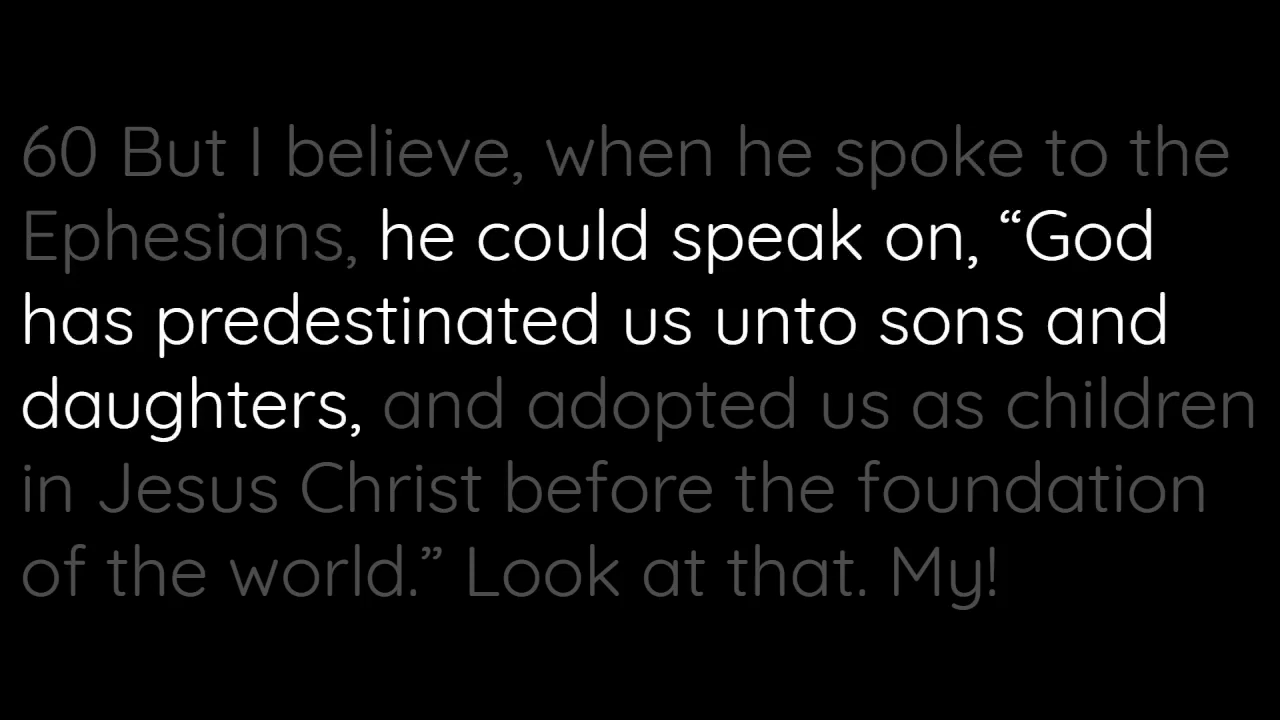 60 But I believe, when he spoke to the
Ephesians, he could speak on, “God
has predestinated us unto sons and
daughters, and adopted us as children
in Jesus Christ before the foundation
of the world.” Look at that. My!